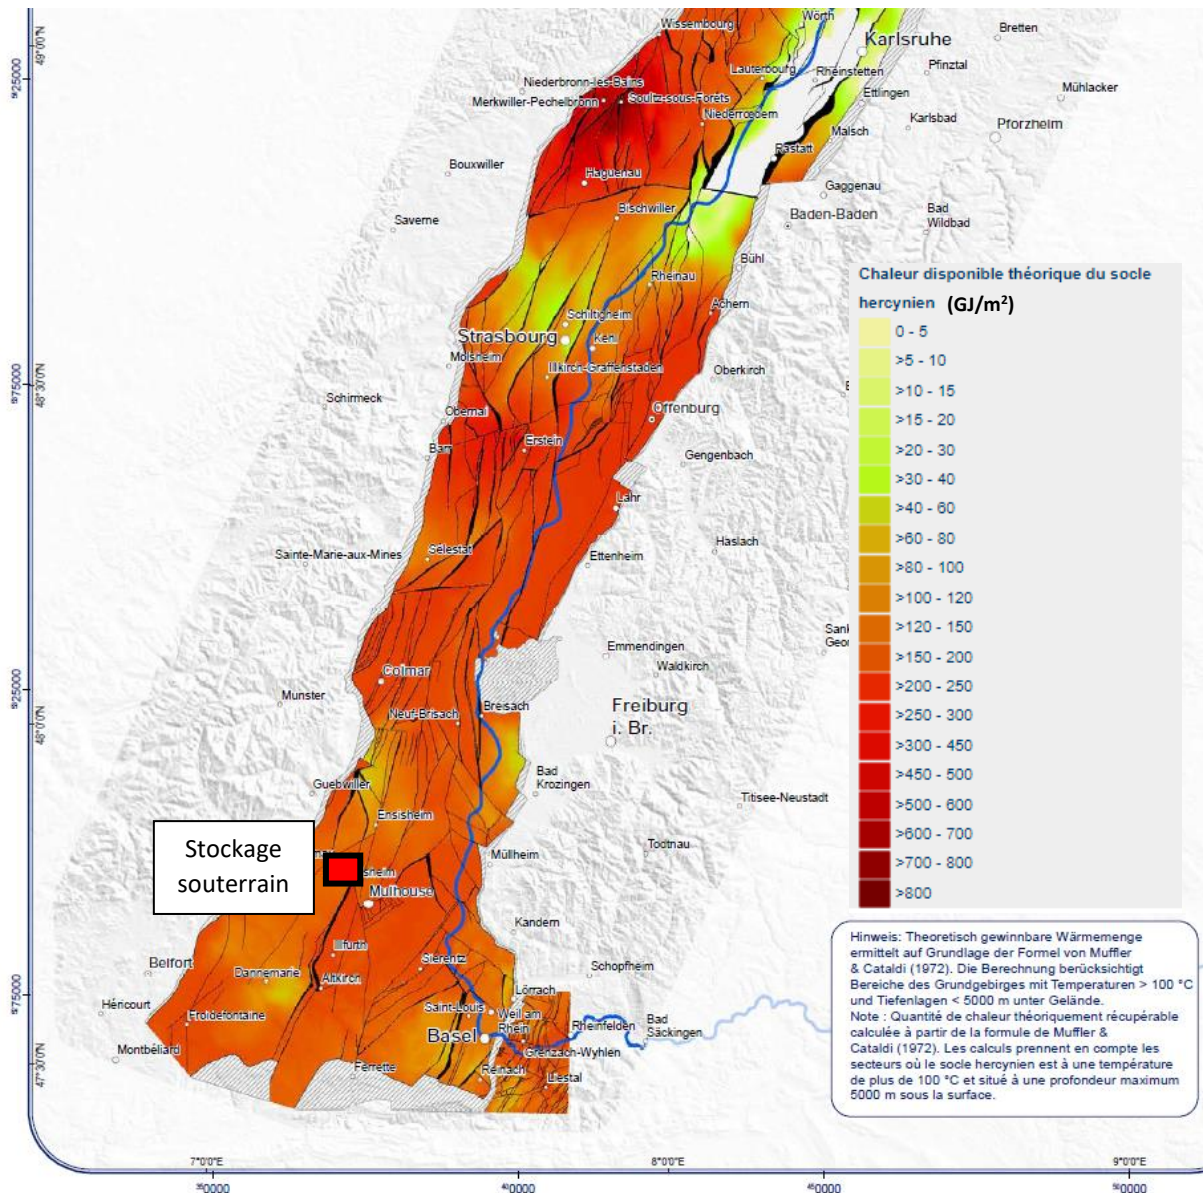 Wissembourg
Wörth
Karlsruhe
Bretten
49°0'0"N
Niederbronn-les-Bains
Lauterbourg
Rheinstetten
Pfinztal
Mühlacker
Merkwiller-Pechelbronn
Soultz-sous-Forêts
Ettlingen
Niederrœdern
Karlsbad
Pforzheim
Malsch
Rastatt
Bouxwiller
Haguenau
Gaggenau
Saverne
Bischwiller
Baden-Baden
Bad
Wildbad
Bühl
Rheinau
Achern
Schiltigheim
Strasbourg
Kehl
Molsheim
Illkirch-Graffenstaden
Oberkirch
48°30'0"N
Schirmeck
Obernai
Offenburg
Barr
Erstein
Gengenbach
Lahr
Haslach
Sainte-Marie-aux-Mines
Sélestat
Ettenheim
Emmendingen
Waldkirch
Sank
Geor
Colmar
Munster
Neuf-Brisach
Breisach
Freiburg
i. Br.
48°0'0"N
Guebwiller
Bad
Krozingen
Titisee-Neustadt
Ensisheim
Müllheim
Todtnau
Stockage
souterrain
sheim
Mulhouse
Kandern
Illfurth
Belfort
Dannemarie
Altkirch
Sierentz
Schopfheim
Lörrach
Héricourt
Froidefontaine
Saint-Louis
Weil am
Rhein
Rheinfelden
Bad
Säckingen
Basel
Grenzach-Wyhlen
Montbéliard
47°30'0"N
Ferrette
Reinach
Liestal
Chaleur disponible théorique du socle
hercynien (GJ/m²)
0 - 5
>5 - 10
>10 - 15
>15 - 20
>20 - 30
>30 - 40
>40 - 60
>60 - 80
>80 - 100
>100 - 120
>120 - 150
>150 - 200
>200 - 250
>250 - 300
>300 - 450
>450 - 500
>500 - 600
>600 - 700
>700 - 800
>800
Hinweis: Theoretisch gewinnbare Wärmemenge
ermittelt auf Grundlage der Formel von Muffler
& Cataldi (1972). Die Berechnung berücksichtigt
Bereiche des Grundgebirges mit Temperaturen > 100 °C
und Tiefenlagen < 5000 m unter Gelände.
Note : Quantité de chaleur théoriquement récupérable
calculée à partir de la formule de Muffler &
Cataldi (1972). Les calculs prennent en compte les
secteurs où le socle hercynien est à une température
de plus de 100 °C et situé à une profondeur maximum
5000 m sous la surface.
7°0'0"E
8°0'0"E
9°0'0"E